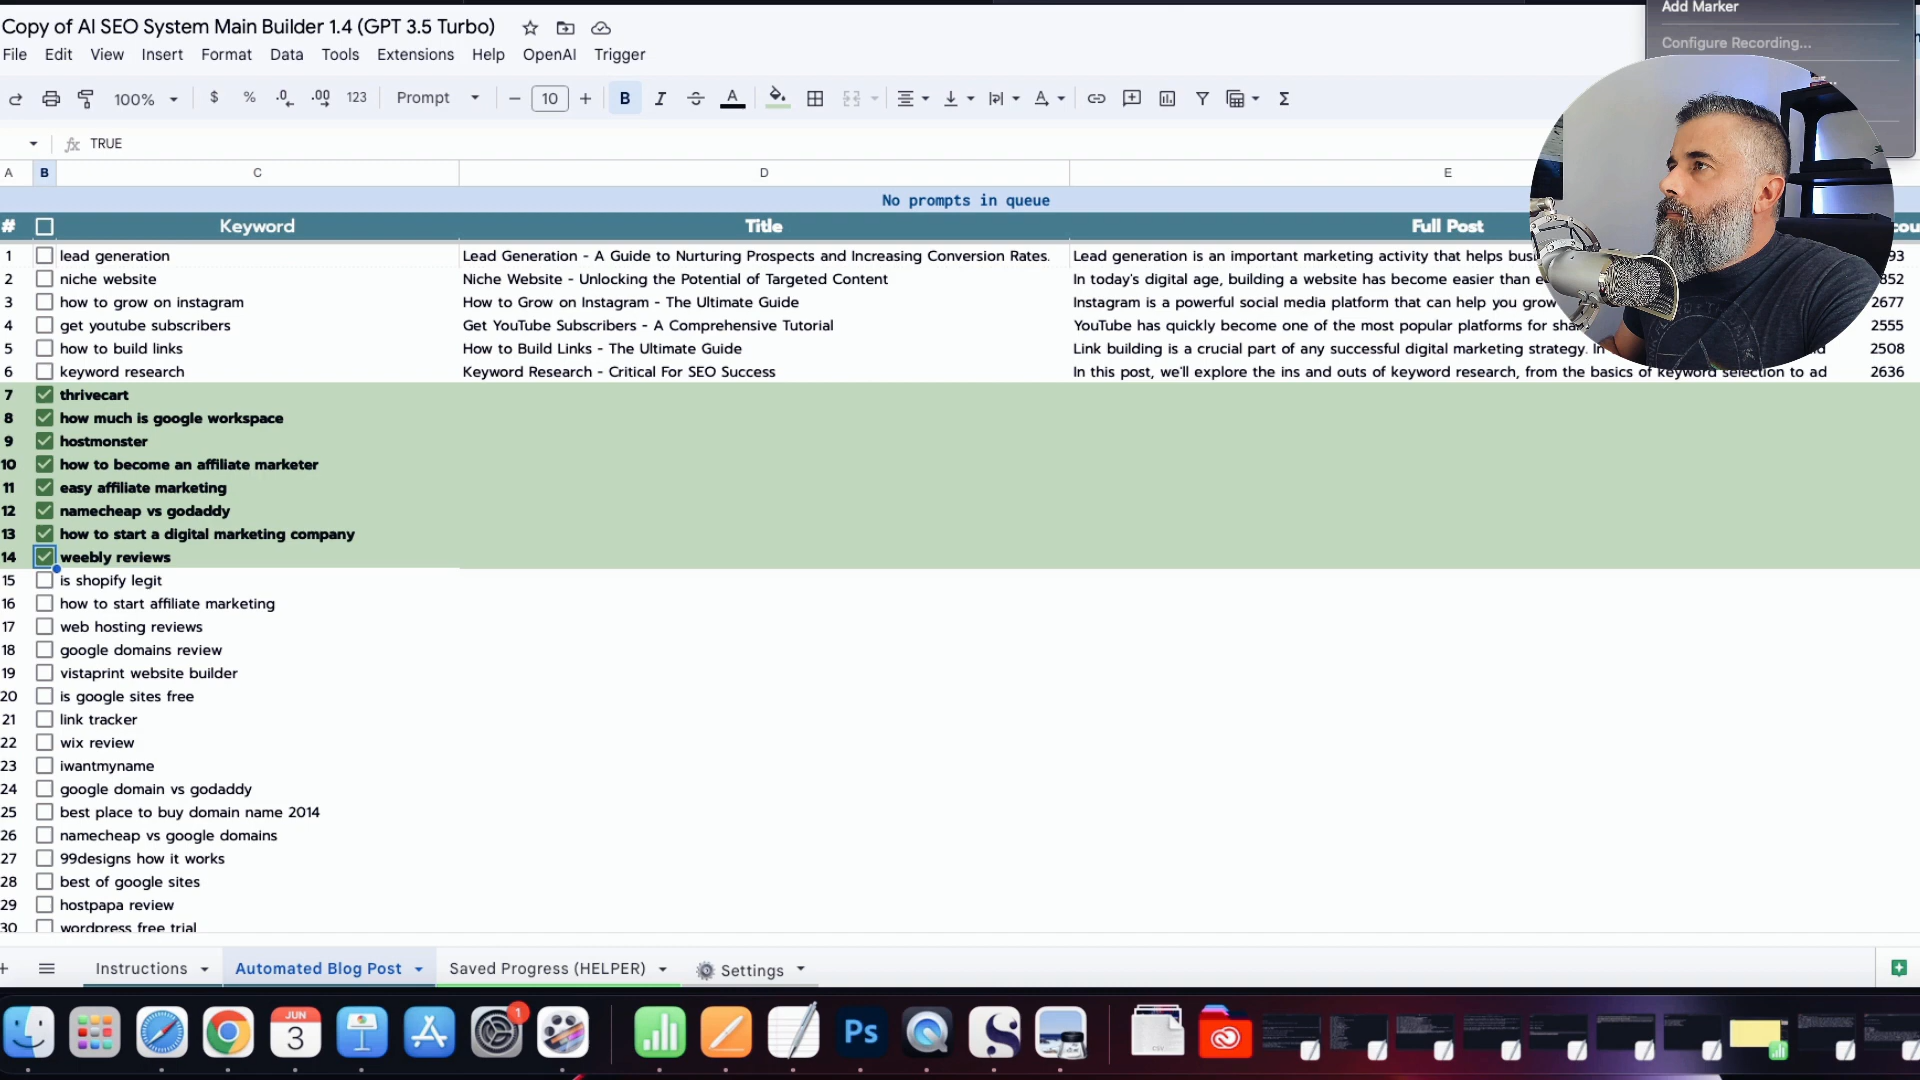 Add Marker
Copy of AI SEO System Main Builder 1.4 (GPT 3.5 Turbo)
Configure Recording...
File Edit View Insert Format Data Tools Extensions Help OpenAI Trigger
100% $ % .0 .00 123 Prompt 10 B I S A Σ
fx TRUE
A B C D E
No prompts in queue
# Keyword Title Full Post
1 lead generation Lead Generation - A Guide to Nurturing Prospects and Increasing Conversion Rates. Lead generation is an important marketing activity that helps 93
2 niche website Niche Website - Unlocking the Potential of Targeted Content In today's digital age, building a website has become easier than 852
3 how to grow on instagram How to Grow on Instagram - The Ultimate Guide Instagram is a powerful social media platform that can help you grow 2677
4 get youtube subscribers Get YouTube Subscribers - A Comprehensive Tutorial YouTube has quickly become one of the most popular platforms for 2555
5 how to build links How to Build Links - The Ultimate Guide Link building is a crucial part of any successful digital marketing strategy. 2508
6 keyword research Keyword Research - Critical For SEO Success In this post, we'll explore the ins and outs of keyword research, from the basics of keyword selection to ad 2636
7 thrivecart
8 how much is google workspace
9 hostmonster
10 how to become an affiliate marketer
11 easy affiliate marketing
12 namecheap vs godaddy
13 how to start a digital marketing company
14 weebly reviews
15 is shopify legit
16 how to start affiliate marketing
17 web hosting reviews
18 google domains review
19 vistaprint website builder
20 is google sites free
21 link tracker
22 wix review
23 iwantmyname
24 google domain vs godaddy
25 best place to buy domain name 2014
26 namecheap vs google domains
27 99designs how it works
28 best of google sites
29 hostpapa review
30 wordpress free trial
Instructions Automated Blog Post Saved Progress (HELPER) Settings
JUN
3
1
Ps
CSV